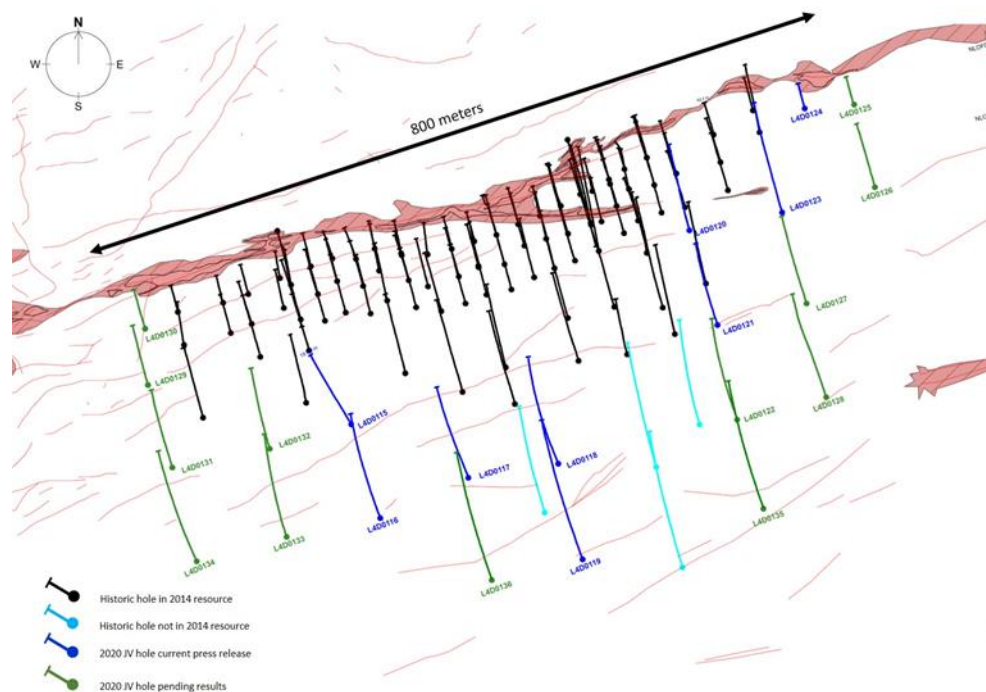 N
W
E
S
800 meters
NLOF
NLO
L4D0124
L4D0125
L4D0126
L4D0123
L4D0120
L4D0127
L4D0121
L4D0130
L4D0129
L4D0128
L4D0122
L4D0115
L4D0132
L4D0131
L4D0117
L4D0118
L4D0116
L4D0135
L4D0133
L4D0134
L4D0119
L4D0136
Historic hole in 2014 resource
Historic hole not in 2014 resource
2020 JV hole current press release
2020 JV hole pending results